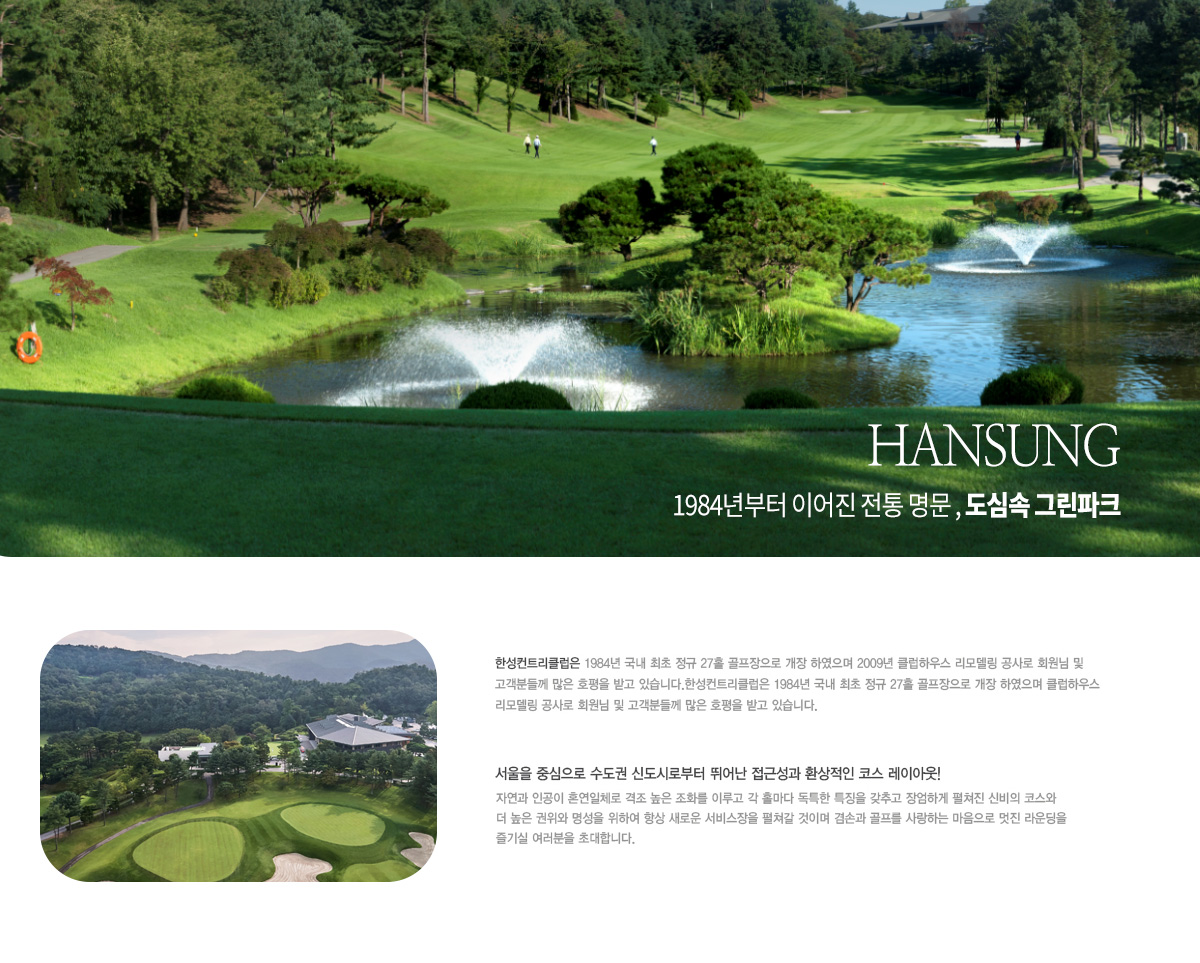 HANSUNG
1984년부터 이어진 전통 명문 , 도심속 그린파크
한성컨트리클럽은 1984년 국내 최초 정규 27홀 골프장으로 개장 하였으며 2009년 클럽하우스 리모델링 공사로 회원님 및
고객분들께 많은 호평을 받고 있습니다.한성컨트리클럽은 1984년 국내 최초 정규 27홀 골프장으로 개장 하였으며 클럽하우스
리모델링 공사로 회원님 및 고객분들께 많은 호평을 받고 있습니다.
서울을 중심으로 수도권 신도시로부터 뛰어난 접근성과 환상적인 코스 레이아웃!
자연과 인공이 혼연일체로 격조 높은 조화를 이루고 각 홀마다 독특한 특징을 갖추고 장엄하게 펼쳐진 신비의 코스와
더 높은 권위와 명성을 위하여 항상 새로운 서비스장을 펼쳐갈 것이며 겸손과 골프를 사랑하는 마음으로 멋진 라운딩을
즐기실 여러분을 초대합니다.